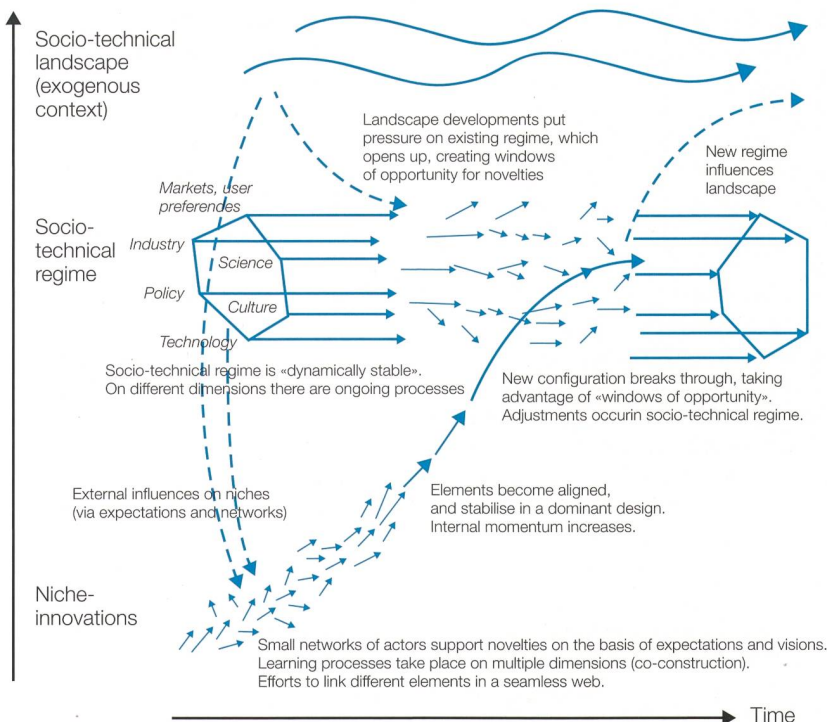 Socio-technical
landscape
(exogenous
context)
Landscape developments put
pressure on existing regime, which
opens up, creating windows
of opportunity for novelties
New regime
influences
landscape
Markets, user
preferendes
Socio-
technical
regime
Industry
Science
Policy
Culture
Technology
Socio-technical regime is «dynamically stable».
On different dimensions there are ongoing processes
New configuration breaks through, taking
advantage of «windows of opportunity».
Adjustments occurin socio-technical regime.
External influences on niches
(via expectations and networks)
Elements become aligned,
and stabilise in a dominant design.
Internal momentum increases.
Niche-
innovations
Small networks of actors support novelties on the basis of expectations and visions.
Learning processes take place on multiple dimensions (co-construction).
Efforts to link different elements in a seamless web.
Time